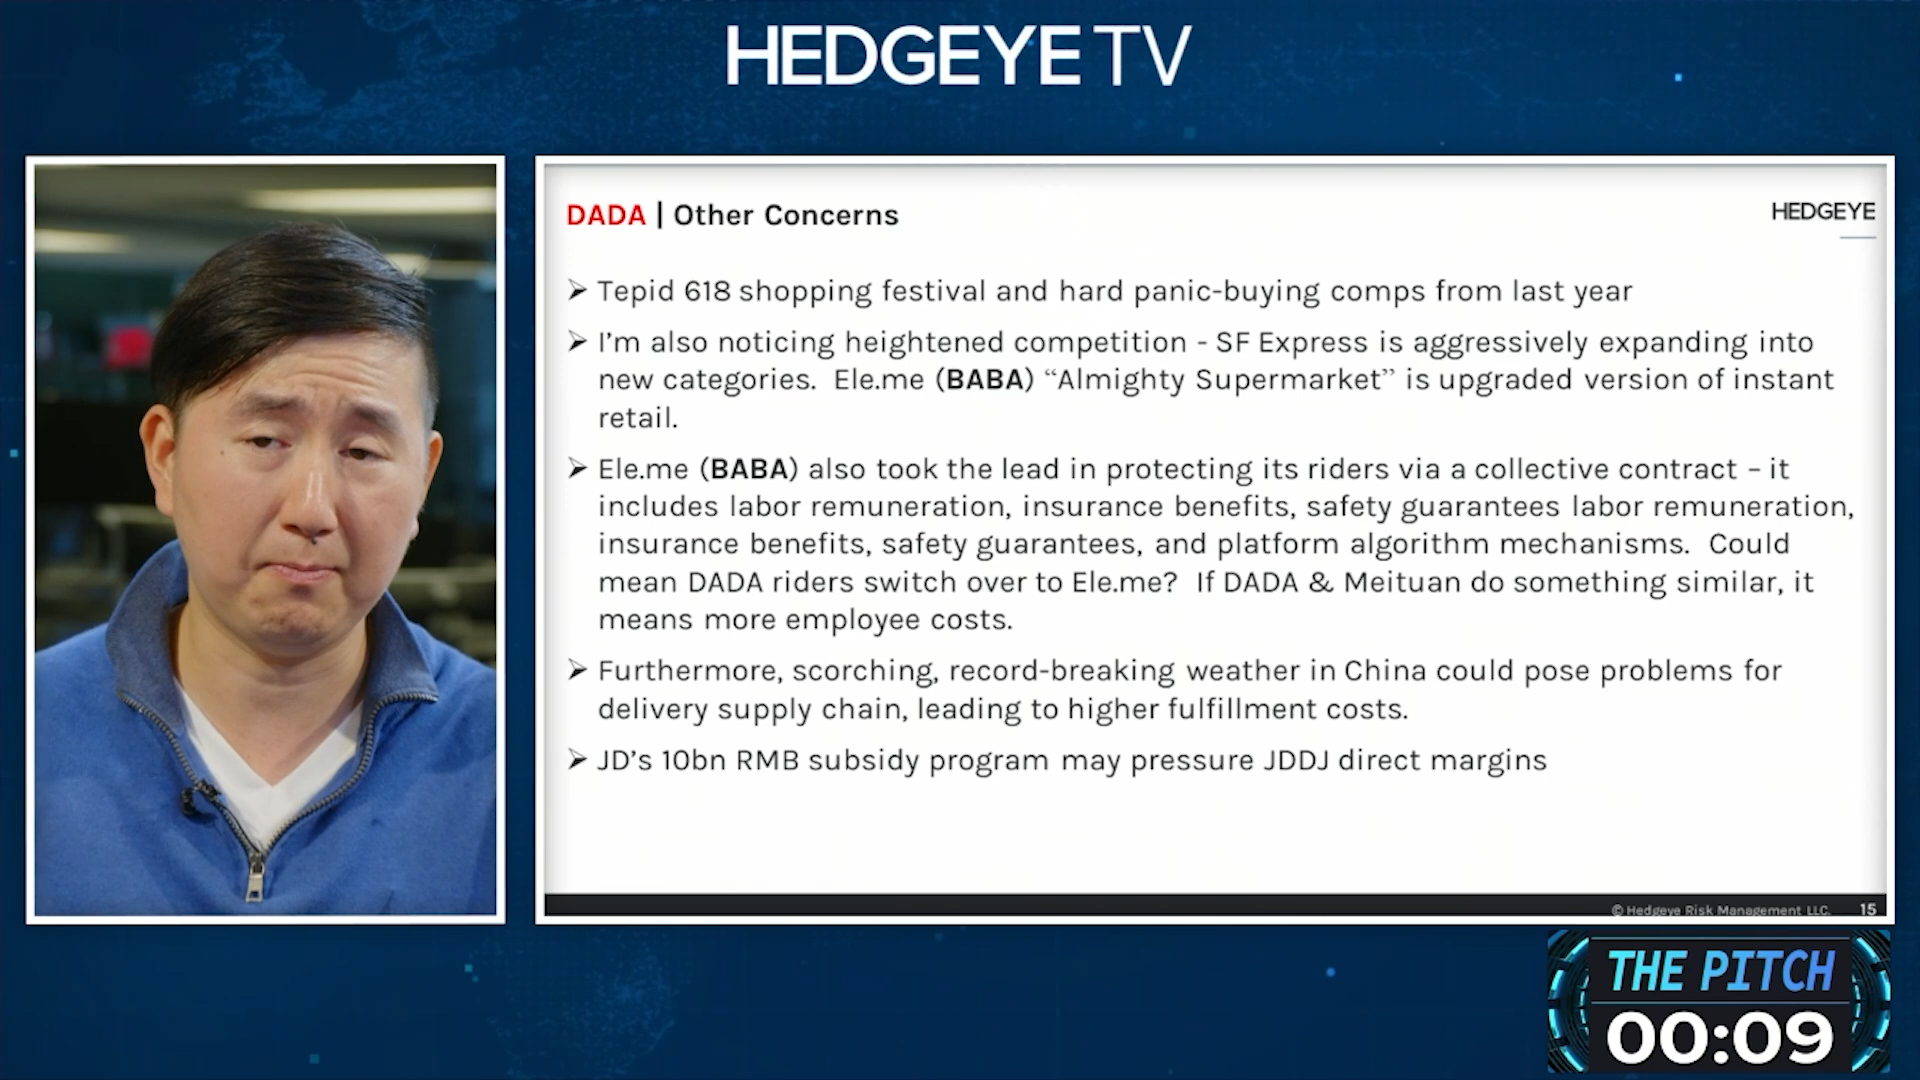 HEDGEYE TV
DADA | Other Concerns
HEDGEYE
➢ Tepid 618 shopping festival and hard panic-buying comps from last year
➢ I'm also noticing heightened competition - SF Express is aggressively expanding into
new categories.  Ele.me (BABA) “Almighty Supermarket” is upgraded version of instant
retail.
➢ Ele.me (BABA) also took the lead in protecting its riders via a collective contract – it
includes labor remuneration, insurance benefits, safety guarantees labor remuneration,
insurance benefits, safety guarantees, and platform algorithm mechanisms.  Could
mean DADA riders switch over to Ele.me?  If DADA & Meituan do something similar, it
means more employee costs.
➢ Furthermore, scorching, record-breaking weather in China could pose problems for
delivery supply chain, leading to higher fulfillment costs.
➢ JD's 10bn RMB subsidy program may pressure JDDJ direct margins
© Hedgeye Risk Management LLC.
15
THE PITCH
00:09